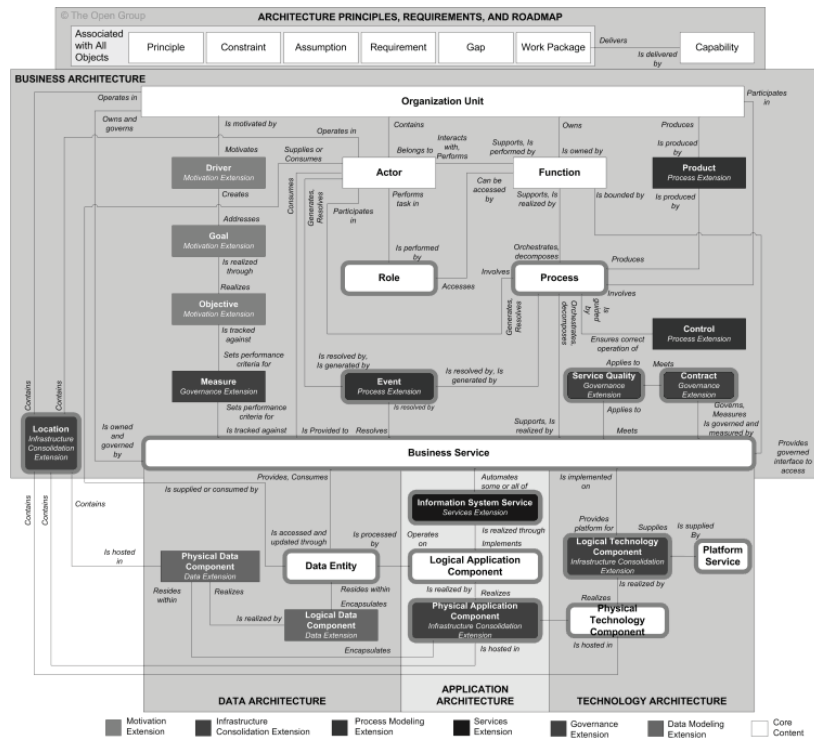 © The Open Group
ARCHITECTURE PRINCIPLES, REQUIREMENTS, AND ROADMAP
Associated
with All
Objects
Principle
Constraint
Assumption
Requirement
Gap
Work Package
Delivers
Is delivered
by
Capability
BUSINESS ARCHITECTURE
Operates in
Organization Unit
Participates
in
Owns and
governs
Is motivated by
Operates in
Contains
Owns
Produces
Motivates
Supplies or
Consumes
Belongs to
Interacts
with, Performs
Supports, Is
performed by
Is owned by
Is produced
by
Driver
Motivation Extension
Actor
Function
Product
Process Extension
Creates
Consumes
Generates,
Resolves
Participates
in
Performs
task in
Can be
accessed
by
Supports, Is
realized by
Is bounded by
Is produced
by
Addresses
Goal
Motivation Extension
Is realized
through
Is performed
by
Orchestrates,
decomposes
Produces
Realizes
Role
Accesses
Involves
Process
Involves
Objective
Motivation Extension
Is tracked
against
Generates,
Resolves
Orchestrates,
decomposes
Is
guided
by
Control
Process Extension
Ensures correct
operation of
Sets performance
criteria for
Is resolved by,
Is generated by
Is resolved by, Is
generated by
Applies to
Meets
Measure
Governance Extension
Event
Process Extension
Service Quality
Governance
Extension
Contract
Governance
Extension
Contains
Contains
Sets performance
criteria for
Is resolved by
Applies to
Governs,
Measures
Location
Infrastructure
Consolidation
Extension
Is owned
and
governed
by
Is tracked against
Is Provided to
Resolves
Supports, Is
realized by
Meets
Is governed and
measured by
Business Service
Provides
governed
interface to
access
Contains
Contains
Contains
Is supplied or consumed by
Provides, Consumes
Automates
some or all of
Is implemented
on
Information System Service
Services Extension
Is hosted
in
Is accessed and
updated through
Is processed
by
Operates
on
Is realized through
Implements
Provides
platform for
Supplies
Is supplied
By
Physical Data
Component
Data Extension
Data Entity
Logical Application
Component
Logical Technology
Component
Infrastructure Consolidation
Extension
Platform
Service
Resides
within
Realizes
Resides within
Encapsulates
Is realized by
Realizes
Is realized by
Is realized by
Logical Data
Component
Data Extension
Physical Application
Component
Infrastructure Consolidation
Extension
Realizes
Physical
Technology
Component
Encapsulates
Is hosted in
Is hosted in
DATA ARCHITECTURE
APPLICATION
ARCHITECTURE
TECHNOLOGY ARCHITECTURE
Motivation
Extension
Infrastructure
Consolidation Extension
Process Modeling
Extension
Services
Extension
Governance
Extension
Data Modeling
Extension
Core
Content